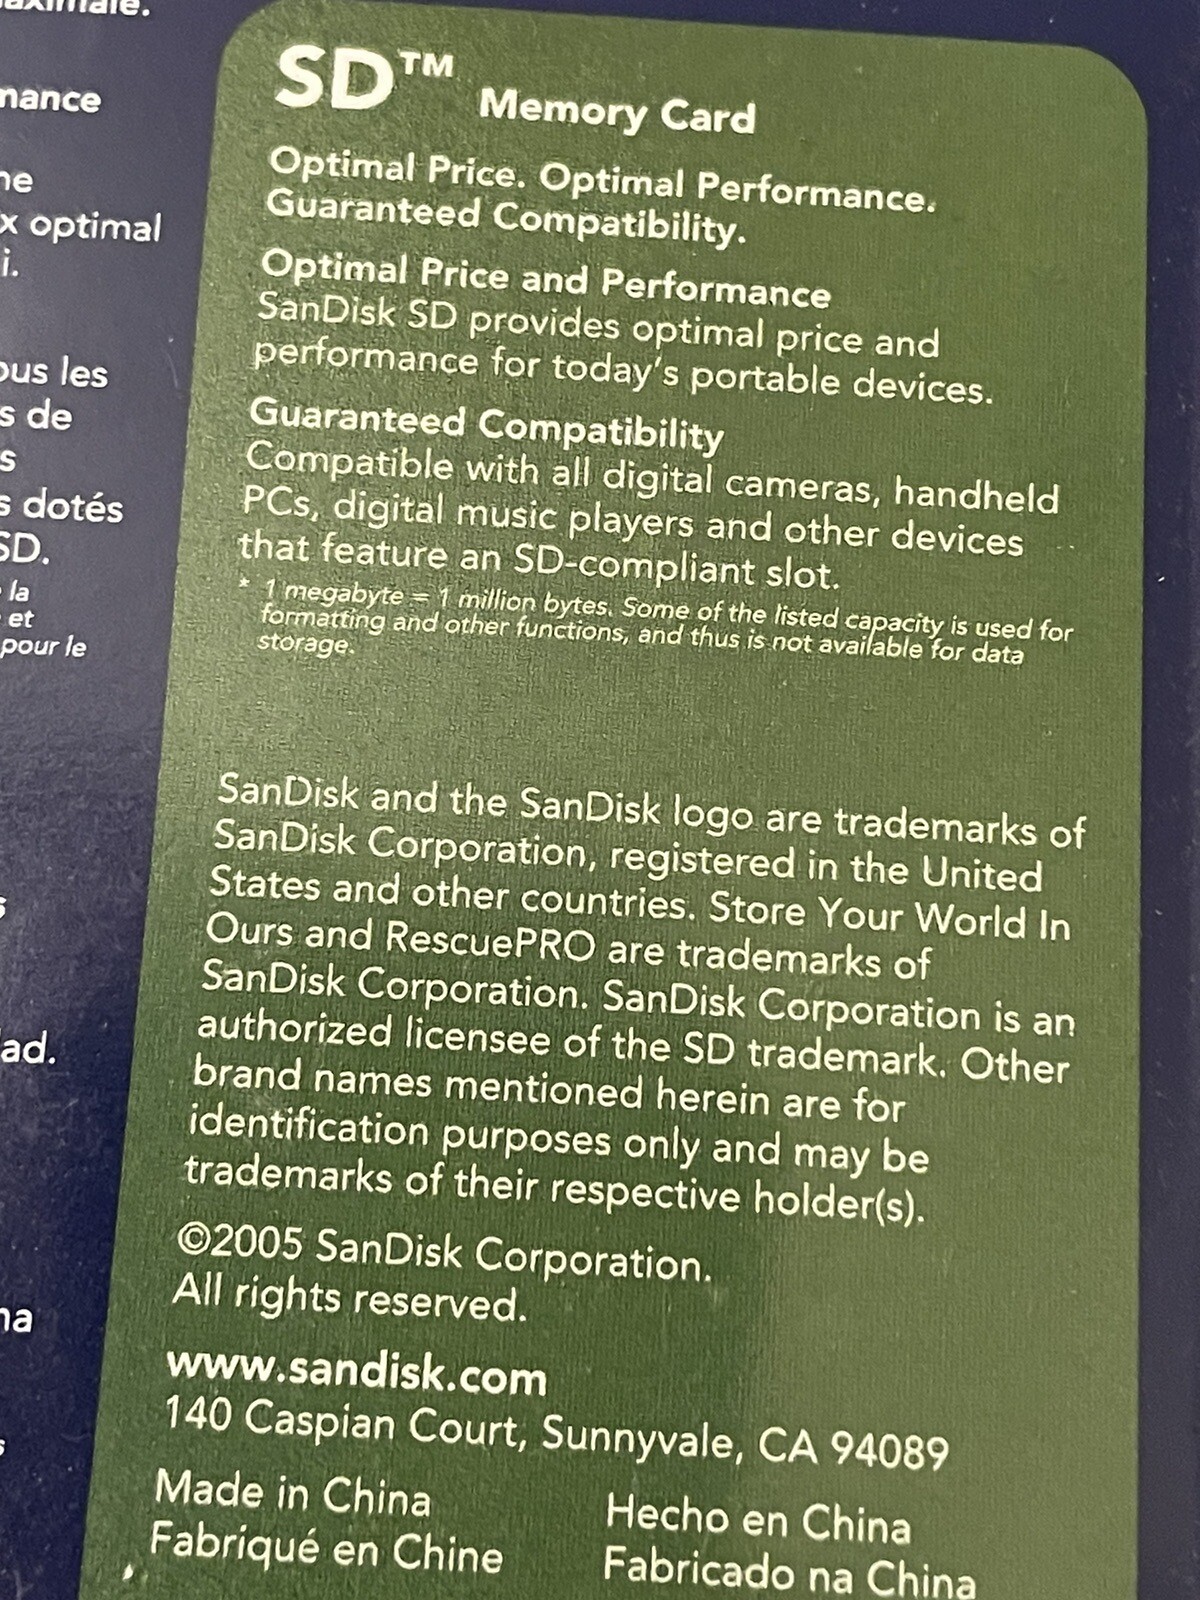 aximale.
mance
ne
x optimal
i.
ous les
s de
s
s dotés
SD.
la
et
pour le
s
ad.
na
s
SD™ Memory Card
Optimal Price. Optimal Performance.
Guaranteed Compatibility.
Optimal Price and Performance
SanDisk SD provides optimal price and
performance for today's portable devices.
Guaranteed Compatibility
Compatible with all digital cameras, handheld
PCs, digital music players and other devices
that feature an SD-compliant slot.
* 1 megabyte = 1 million bytes. Some of the listed capacity is used for
formatting and other functions, and thus is not available for data
storage.
SanDisk and the SanDisk logo are trademarks of
SanDisk Corporation, registered in the United
States and other countries. Store Your World In
Ours and RescuePRO are trademarks of
SanDisk Corporation. SanDisk Corporation is an
authorized licensee of the SD trademark. Other
brand names mentioned herein are for
identification purposes only and may be
trademarks of their respective holder(s).
©2005 SanDisk Corporation.
All rights reserved.
www.sandisk.com
140 Caspian Court, Sunnyvale, CA 94089
Made in China Hecho en China
Fabriqué en Chine Fabricado na China